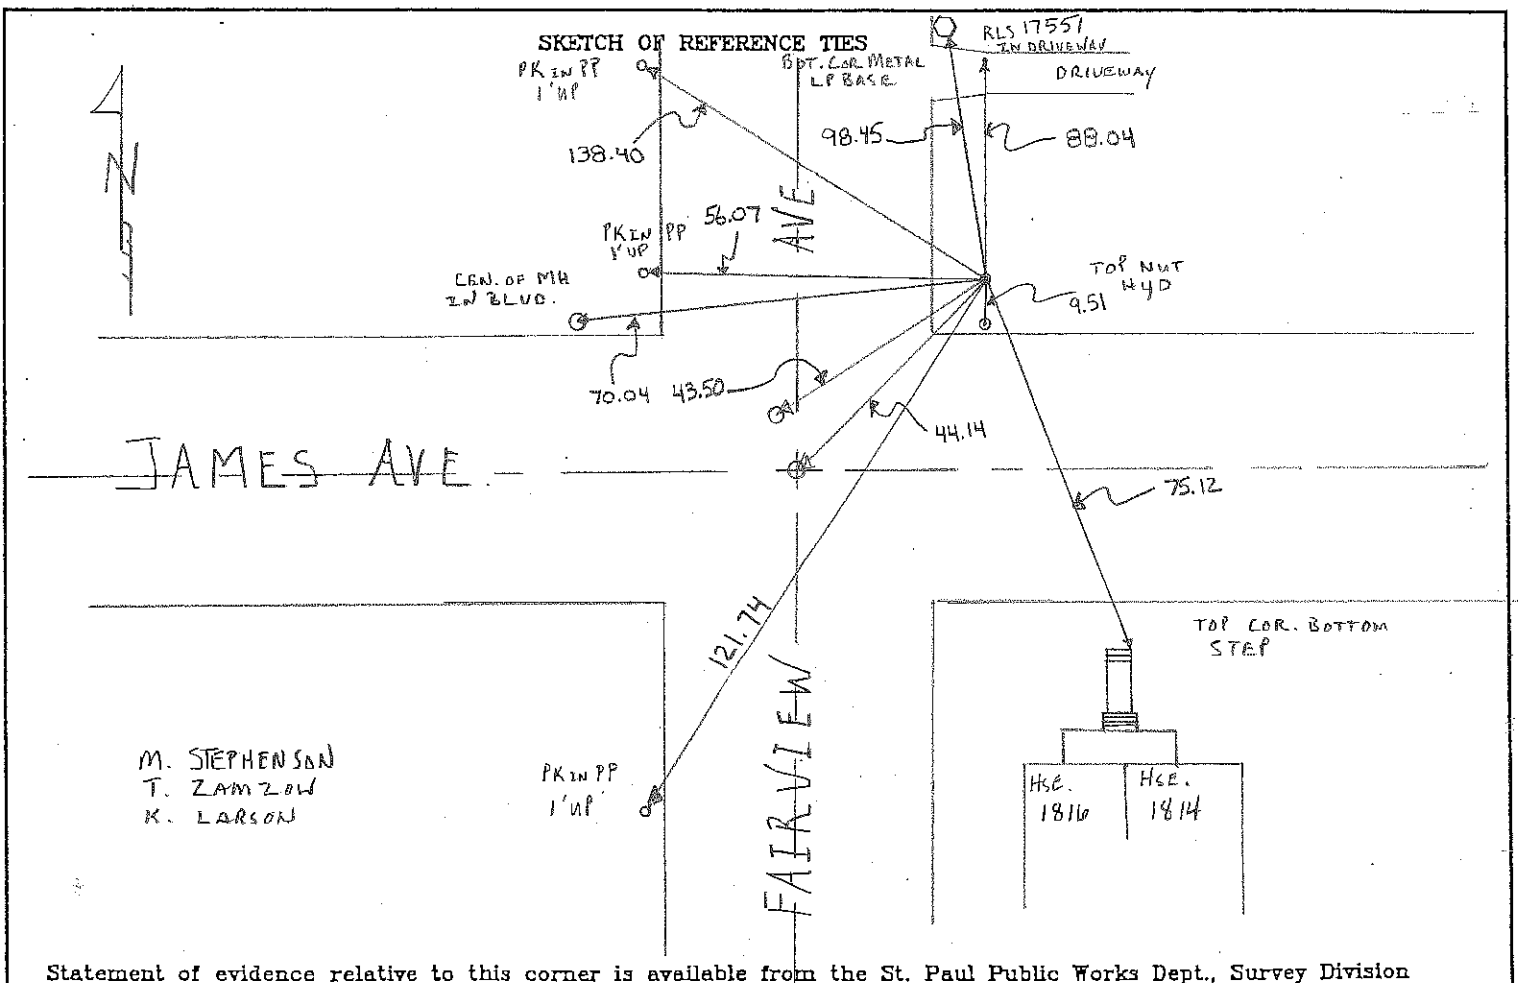 SKETCH OF REFERENCE TIES
RLS 17551
IN DRIVEWAY
DRIVEWAY
PK IN PP
1' UP
BOT. COR METAL
LP BASE
N
138.40
98.45
88.04
AVE
56.07
PK IN PP
1' UP
CEN. OF MH
IN BLVD.
TOP NUT
HYD
9.51
70.04
43.50
44.14
JAMES AVE.
75.12
121.74
TOP COR. BOTTOM
STEP
FAIRVIEW
M. STEPHENSON
T. ZAMZOW
K. LARSON
PK IN PP
1' UP
HSE.
1816
HSE.
1814
Statement of evidence relative to this corner is available from the St. Paul Public Works Dept., Survey Division